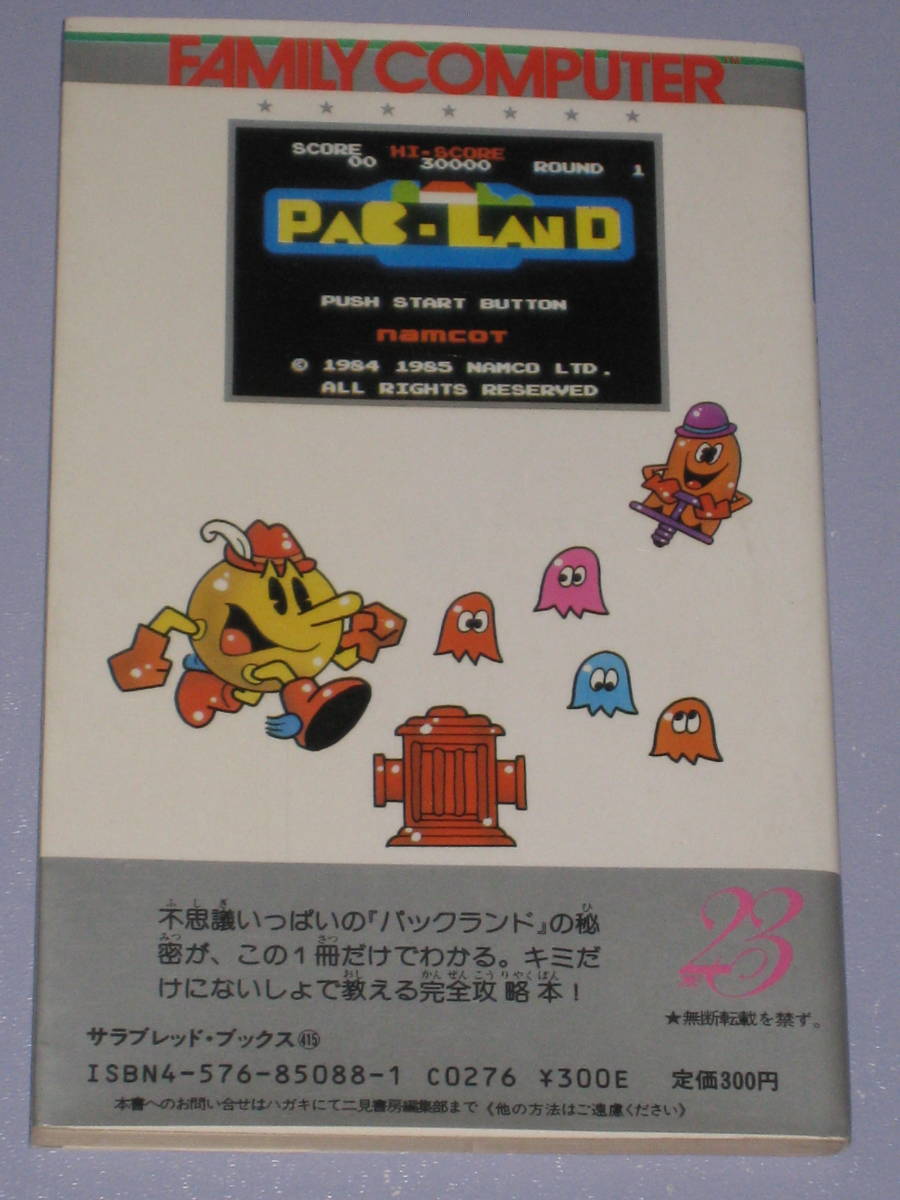 FAMILY COMPUTER™
★ ★ ★ ★ ★ ★ ★
SCORE HI-SCORE
00 30000 ROUND 1
PAC-LAND
PUSH START BUTTON
namcot
© 1984 1985 NAMCO LTD.
ALL RIGHTS RESERVED
不思議いっぱいの『パックランド』の秘
密が、この1冊だけでわかる。キミだ
けにないしょで教える完全攻略本!
23
★無断転載を禁ず。
サラブレッド・ブックス㊙415
ISBN4-576-85088-1 C0276 ¥300E 定価300円
本書へのお問い合せはハガキにて二見書房編集部まで《他の方法はご遠慮ください》